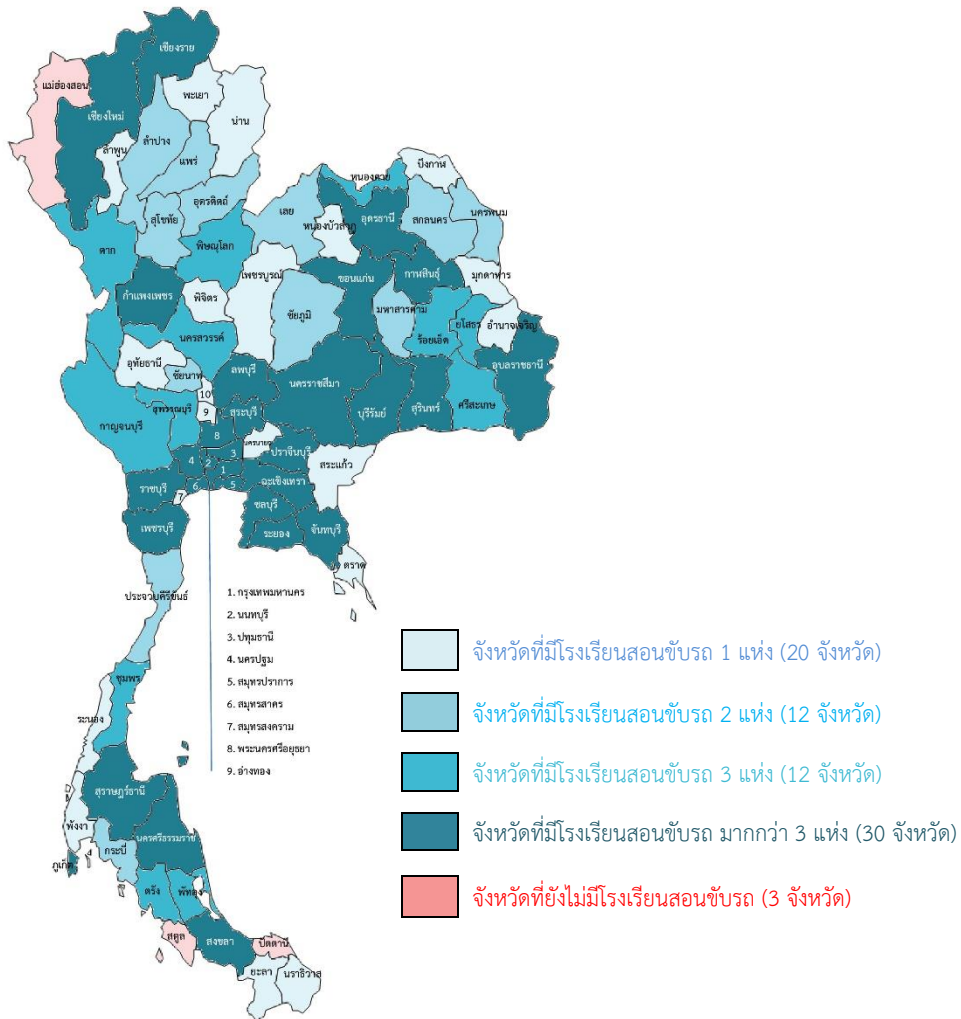 เชียงราย
แม่ฮ่องสอน
พะเยา
เชียงใหม่
น่าน
ลำปาง
ลำพูน
แพร่
บึงกาฬ
หนองคาย
อุตรดิตถ์
เลย
อุดรธานี
สกลนคร
นครพนม
สุโขทัย
หนองบัวลำภู
ตาก
พิษณุโลก
เพชรบูรณ์
ขอนแก่น
กาฬสินธุ์
มุกดาหาร
กำแพงเพชร
พิจิตร
ชัยภูมิ
มหาสารคาม
ร้อยเอ็ด
ยโสธร
อำนาจเจริญ
นครสวรรค์
อุทัยธานี
ชัยนาท
ลพบุรี
นครราชสีมา
อุบลราชธานี
10
สุพรรณบุรี
9
สระบุรี
บุรีรัมย์
สุรินทร์
ศรีสะเกษ
กาญจนบุรี
8
นครนายก
ปราจีนบุรี
3
4
2
1
สระแก้ว
ราชบุรี
6
5
ฉะเชิงเทรา
7
ชลบุรี
เพชรบุรี
ระยอง
จันทบุรี
ตราด
ประจวบคีรีขันธ์
1. กรุงเทพมหานคร
2. นนทบุรี
3. ปทุมธานี
4. นครปฐม
5. สมุทรปราการ
6. สมุทรสาคร
7. สมุทรสงคราม
8. พระนครศรีอยุธยา
9. อ่างทอง
ชุมพร
ระนอง
สุราษฎร์ธานี
พังงา
นครศรีธรรมราช
ภูเก็ต
กระบี่
ตรัง
พัทลุง
สตูล
สงขลา
ปัตตานี
ยะลา
นราธิวาส
จังหวัดที่มีโรงเรียนสอนขับรถ 1 แห่ง (20 จังหวัด)
จังหวัดที่มีโรงเรียนสอนขับรถ 2 แห่ง (12 จังหวัด)
จังหวัดที่มีโรงเรียนสอนขับรถ 3 แห่ง (12 จังหวัด)
จังหวัดที่มีโรงเรียนสอนขับรถ มากกว่า 3 แห่ง (30 จังหวัด)
จังหวัดที่ยังไม่มีโรงเรียนสอนขับรถ (3 จังหวัด)